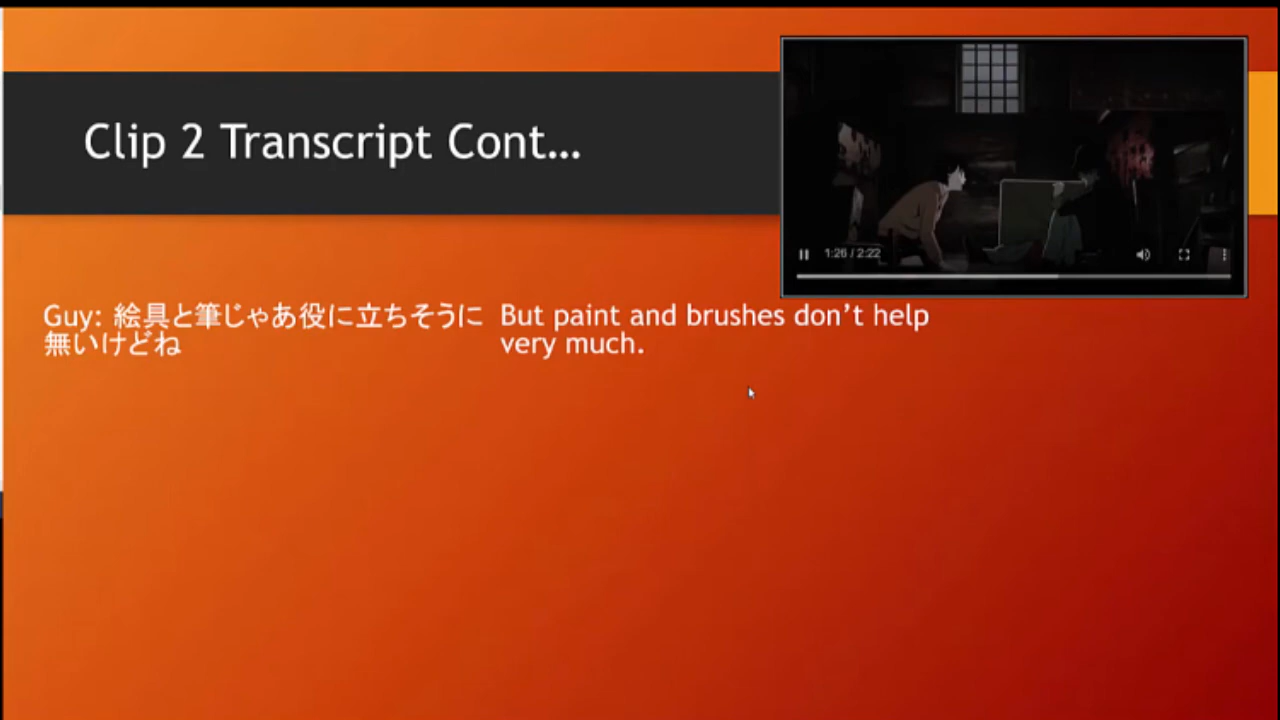 Clip 2 Transcript Cont...
1:26 / 2:22
Guy: 絵具と筆じゃあ役に立ちそうに
無いけどね
But paint and brushes don't help
very much.